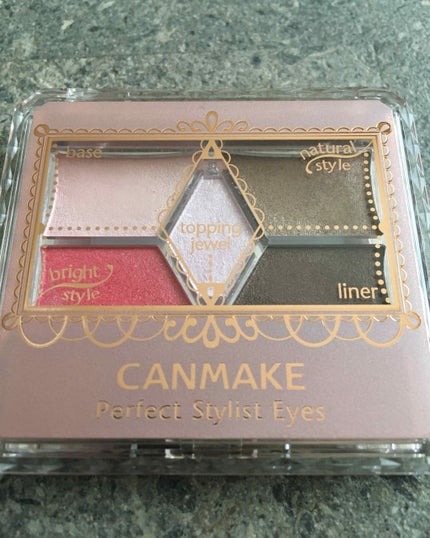 base
natural
style
topping
jewel
bright
style
liner
CANMAKE
Perfect Stylist Eyes